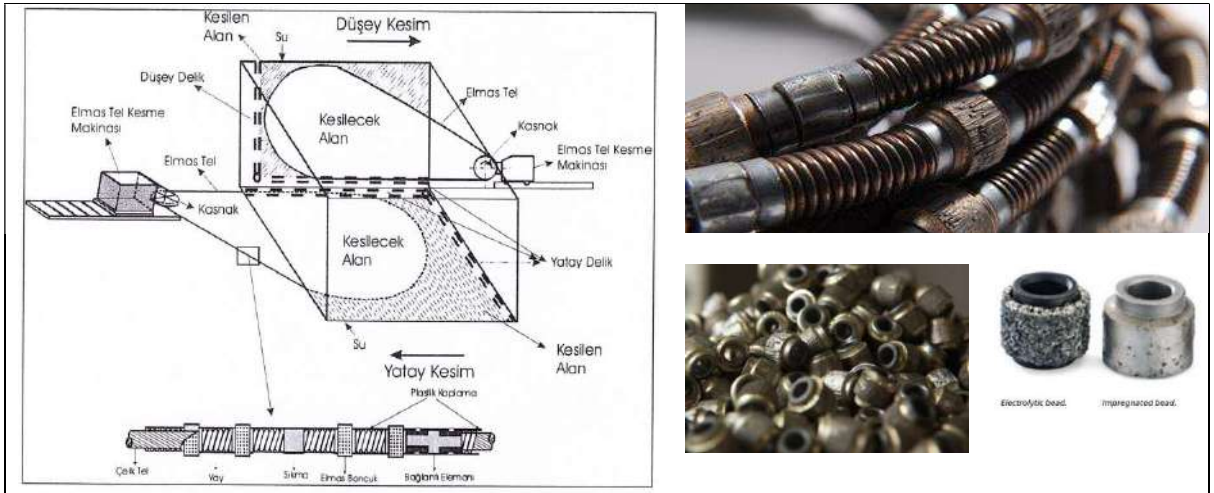 Kesilen
Alan
Su
Düşey Kesim
Düşey Delik
Elmas Tel Kesme
Makinası
Elmas Tel
Kasnak
Kesilecek
Alan
Elmas Tel
Kasnak
Elmas Tel Kesme
Makinası
Kesilecek
Alan
Yatay Delik
Su
Kesilen
Alan
Yatay Kesim
Plastik Kaplama
Çelik Tel
Yay
Sıkma
Elmas Boncuk
Bağlantı Elemanı
Electrolytic bead.
Impregnated bead.